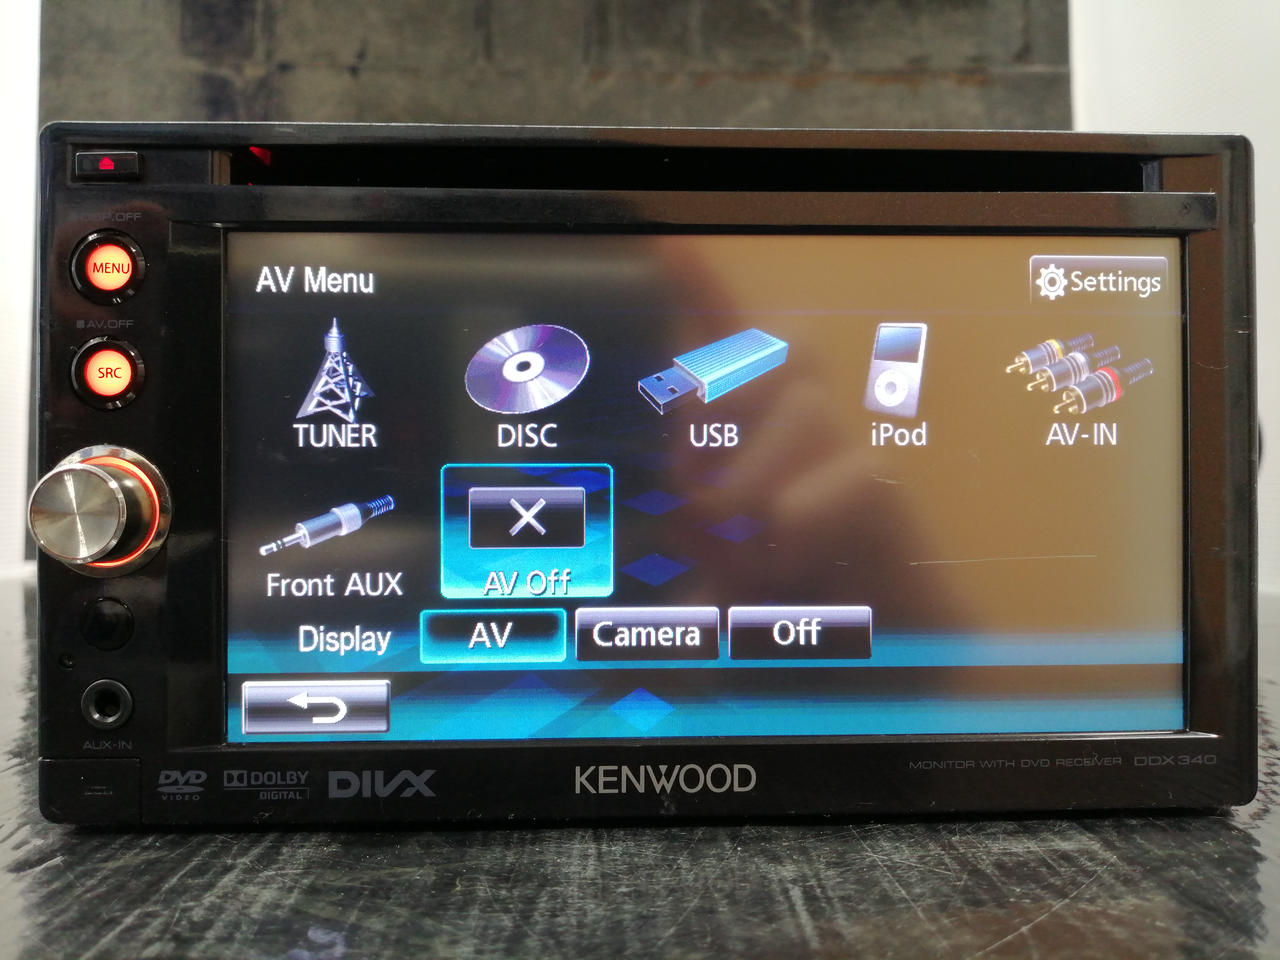 DISP.OFF
MENU
AV.OFF
SRC
AV Menu
Settings
TUNER
DISC
USB
iPod
AV-IN
Front AUX
AV Off
Display
AV
Camera
Off
AUX-IN
DVD
VIDEO
DOLBY
DIGITAL
DIVX
KENWOOD
MONITOR WITH DVD RECEIVER DDX340